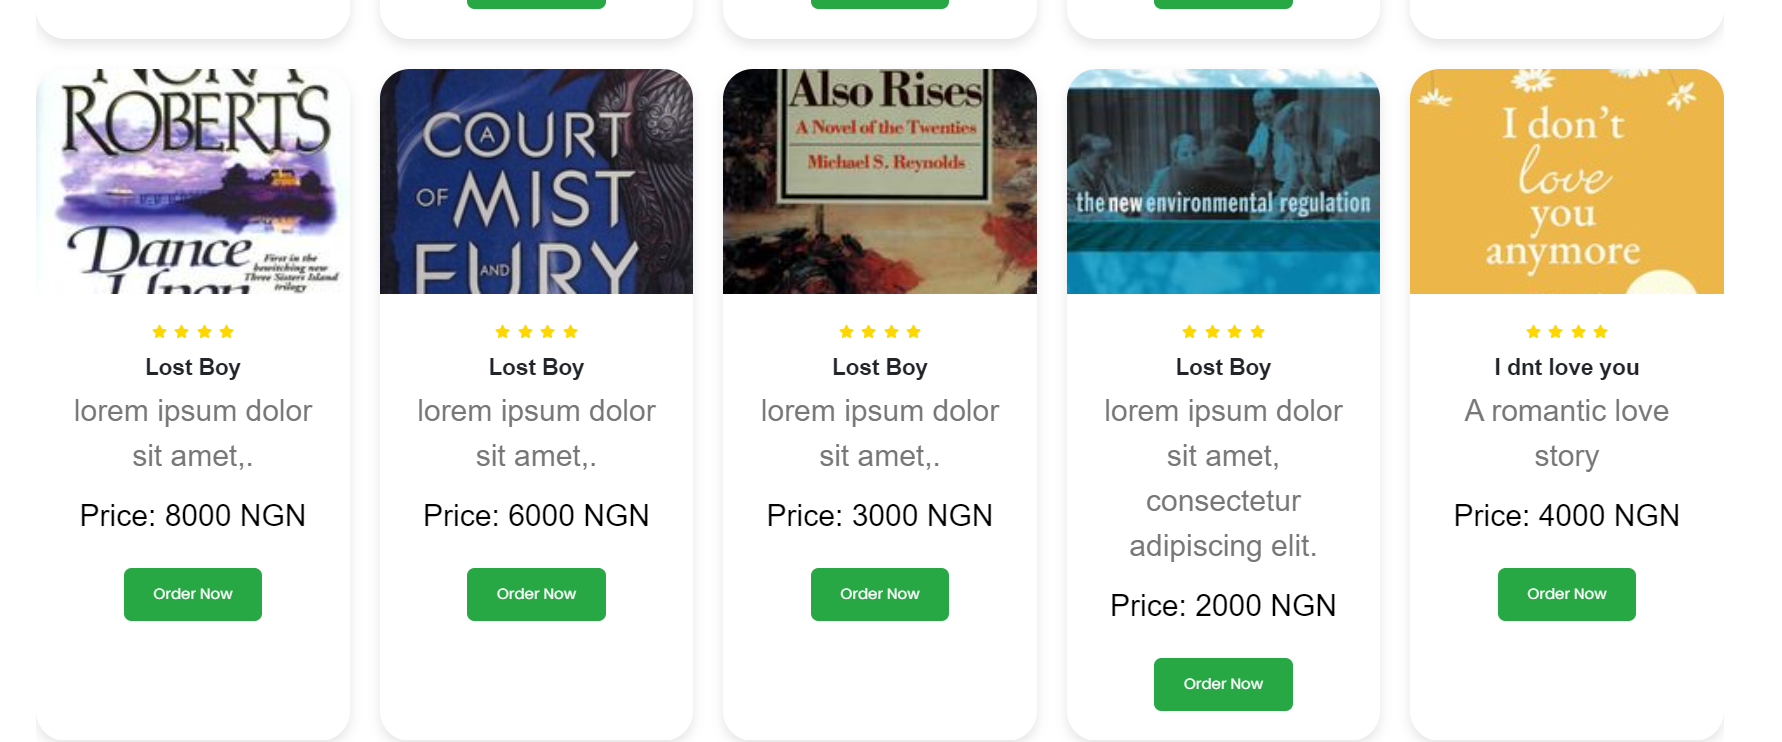 NORA
ROBERTS
Dance
Upon
First in the
bewitching new
Three Sisters Island
trilogy
★ ★ ★ ★
Lost Boy
lorem ipsum dolor
sit amet,.
Price: 8000 NGN
Order Now
A
COURT
OF MIST
AND
FURY
★ ★ ★ ★
Lost Boy
lorem ipsum dolor
sit amet,.
Price: 6000 NGN
Order Now
Also Rises
A Novel of the Twenties
Michael S. Reynolds
★ ★ ★ ★
Lost Boy
lorem ipsum dolor
sit amet,.
Price: 3000 NGN
Order Now
the new environmental regulation
★ ★ ★ ★
Lost Boy
lorem ipsum dolor
sit amet,
consectetur
adipiscing elit.
Price: 2000 NGN
Order Now
I don't
love
you
anymore
★ ★ ★ ★
I dnt love you
A romantic love
story
Price: 4000 NGN
Order Now